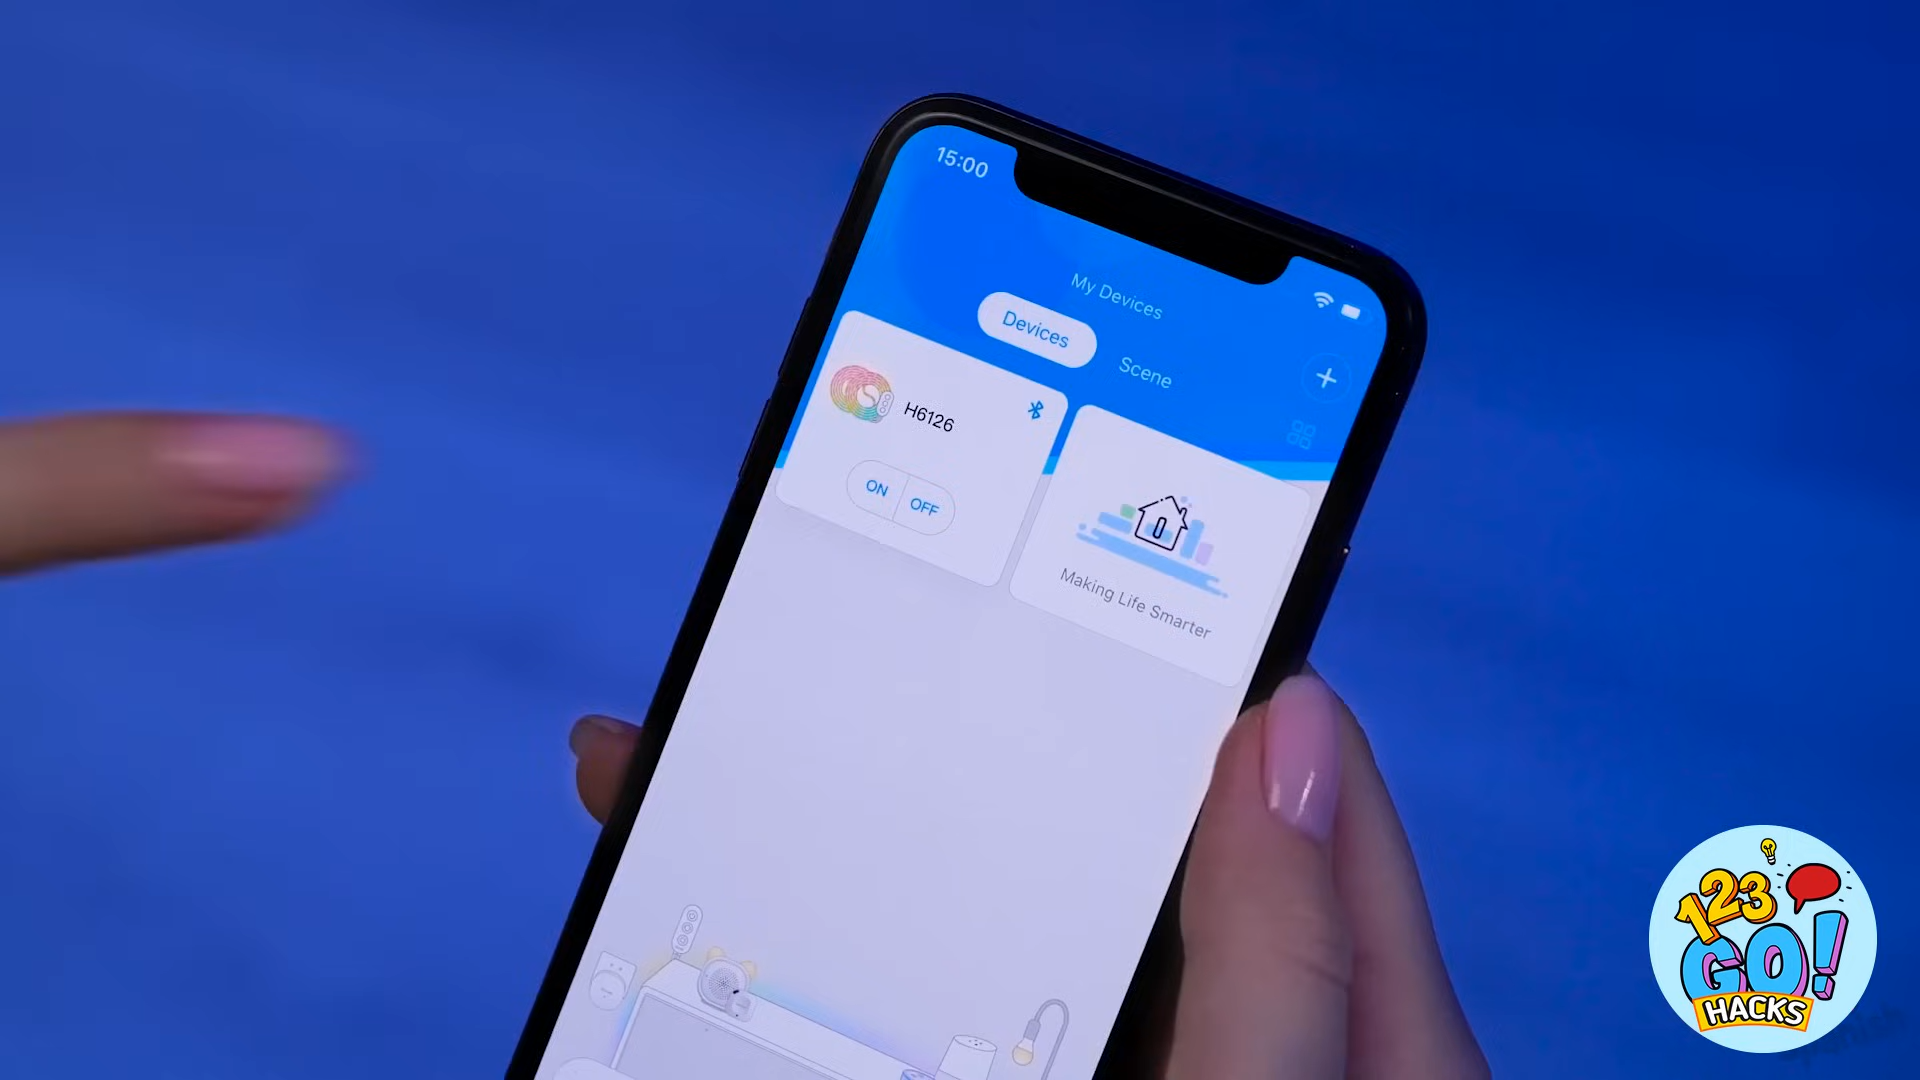 15:00
My Devices
Devices
Scene
H6126
ON
OFF
Making Life Smarter
123
GO!
HACKS